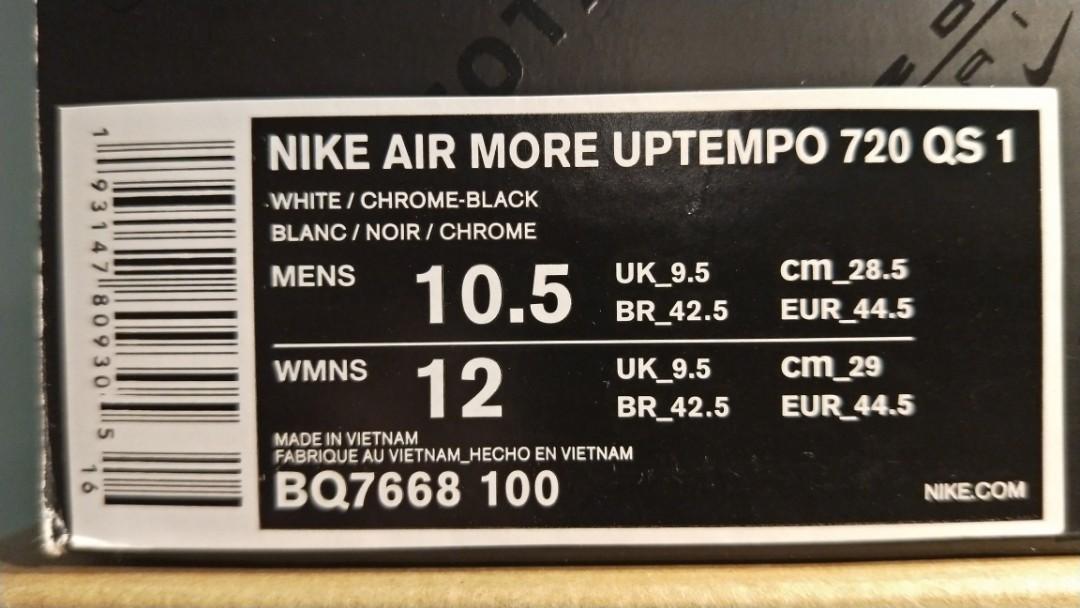 NIKE AIR MORE UPTEMPO 720 QS 1
WHITE / CHROME-BLACK
BLANC / NOIR / CHROME
MENS 10.5 UK_9.5 cm_28.5
BR_42.5 EUR_44.5
WMNS 12 UK_9.5 cm_29
BR_42.5 EUR_44.5
MADE IN VIETNAM
FABRIQUE AU VIETNAM_HECHO EN VIETNAM
BQ7668 100
NIKE.COM
1 93147 80930 5 16